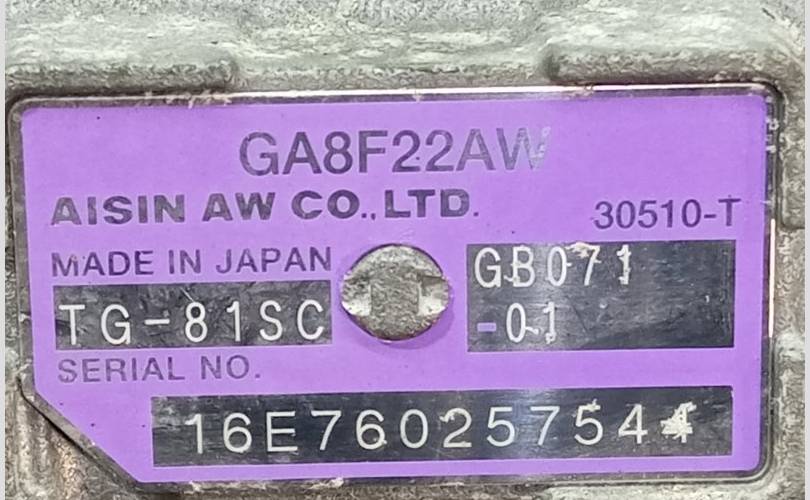 GA8F22AW
AISIN AW CO.,LTD.
30510-T
MADE IN JAPAN
GB071
TG-81SC
-01
SERIAL NO.
16E760257544